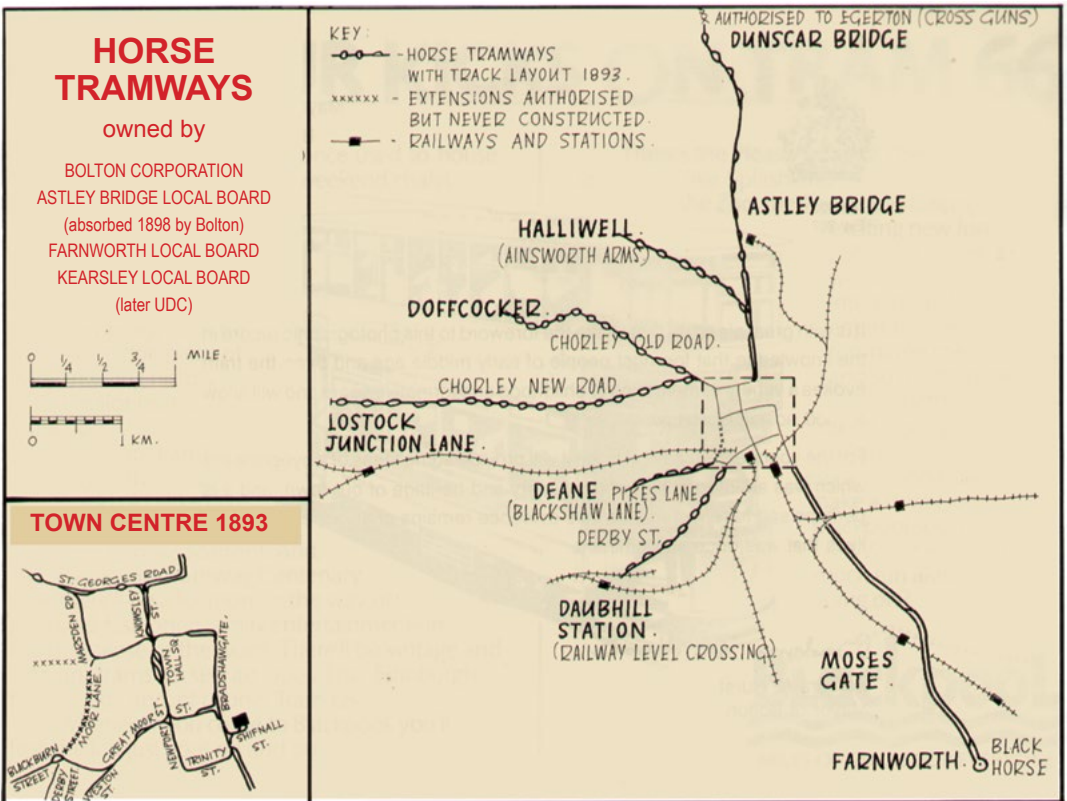 HORSE
TRAMWAYS
owned by
BOLTON CORPORATION
ASTLEY BRIDGE LOCAL BOARD
(absorbed 1898 by Bolton)
FARNWORTH LOCAL BOARD
KEARSLEY LOCAL BOARD
(later UDC)
0 1/4 1/2 3/4 1 MILE.
0 1 KM.
KEY:
- HORSE TRAMWAYS
WITH TRACK LAYOUT 1893.
xxxxxx - EXTENSIONS AUTHORISED
BUT NEVER CONSTRUCTED.
- RAILWAYS AND STATIONS.
AUTHORISED TO EGERTON (CROSS GUNS)
DUNSCAR BRIDGE
ASTLEY BRIDGE
HALLIWELL
(AINSWORTH ARMS)
DOFFCOCKER
CHORLEY OLD ROAD.
CHORLEY NEW ROAD.
LOSTOCK
JUNCTION LANE.
DEANE PIKES LANE
(BLACKSHAW LANE)
DERBY ST.
DAUBHILL
STATION.
(RAILWAY LEVEL CROSSING)
MOSES
GATE.
FARNWORTH.
BLACK
HORSE
TOWN CENTRE 1893
ST. GEORGES ROAD
MARSDEN RD
KNOWSLEY
ST.
TOWN
HALL SQ
BRADSHAWGATE.
MOOR LANE.
GREAT MOOR ST.
ST.
NEWPORT
TRINITY
ST.
SHIFNALL
ST.
BLACKBURN
STREET
DERBY
STREET
WESTON
ST